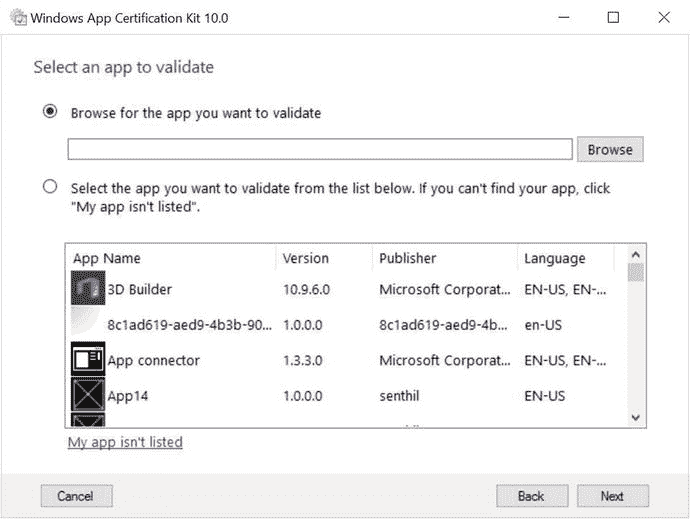 Windows App Certification Kit 10.0
Select an app to validate
Browse for the app you want to validate
Browse
Select the app you want to validate from the list below. If you can't find your app, click
"My app isn't listed".
App Name Version Publisher Language
3D Builder 10.9.6.0 Microsoft Corporat... EN-US, EN-...
8c1ad619-aed9-4b3b-90... 1.0.0.0 8c1ad619-aed9-4b... en-US
App connector 1.3.3.0 Microsoft Corporat... EN-US, EN-...
App14 1.0.0.0 senthil EN-US
My app isn't listed
Cancel Back Next